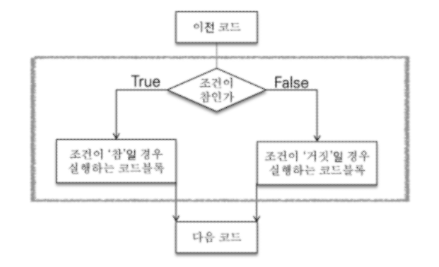 이전 코드
True
조건이
참인가
False
조건이 ‘참’일 경우
실행하는 코드블록
조건이 ‘거짓’일 경우
실행하는 코드블록
다음 코드